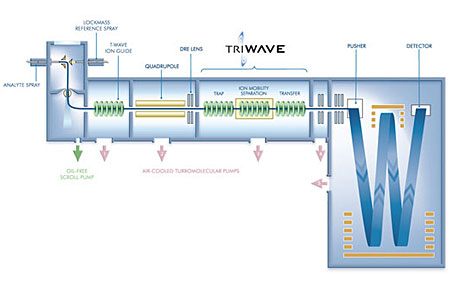 LOCKMASS
REFERENCE SPRAY
ANALYTE SPRAY
T-WAVE
ION GUIDE
QUADRUPOLE
DRE LENS
TRIWAVE
TRAP
ION MOBILITY
SEPARATION
TRANSFER
PUSHER
DETECTOR
OIL-FREE
SCROLL PUMP
AIR-COOLED TURBOMOLECULAR PUMPS